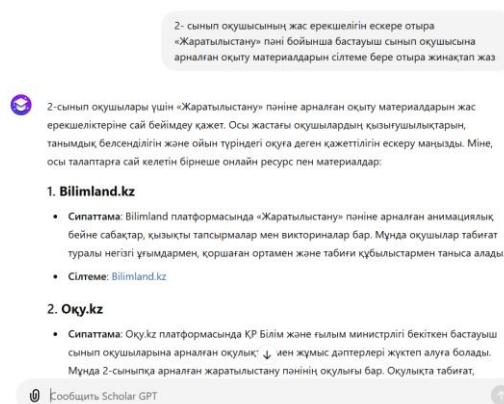 2- сынып оқушысының жас ерекшелігін ескере отыра
«Жаратылыстану» пәні бойынша бастауыш сынып оқушысына
арналған оқыту материалдарын сілтеме бере отыра жинақтап жаз
2-сынып оқушылары үшін «Жаратылыстану» пәніне арналған оқыту материалдарын жас
ерекшеліктеріне сай бейімдеу қажет. Осы жастағы оқушылардың қызығушылықтарын,
танымдық белсенділігін және ойын түріндегі оқуға деген қажеттілігін ескеру маңызды. Міне,
осы талаптарға сай келетін бірнеше онлайн ресурс пен материалдар:
1. Bilimland.kz
• Сипаттама: Bilimland платформасында «Жаратылыстану» пәніне арналған анимациялық
бейне сабақтар, қызықты тапсырмалар мен викториналар бар. Мұнда оқушылар табиғат
туралы негізгі ұғымдармен, қоршаған ортамен және табиғи құбылыстармен таныса алады.
• Сілтеме: Bilimland.kz
2. Оқу.kz
• Сипаттама: Оқу.kz платформасында ҚР Білім және ғылым министрлігі бекіткен бастауыш
сынып оқушыларына арналған оқулық мен жұмыс дәптерлері жүктеп алуға болады.
Мұнда 2-сыныпқа арналған жаратылыстану пәнінің оқулығы бар. Оқулықта табиғат,
Сообщить Scholar GPT